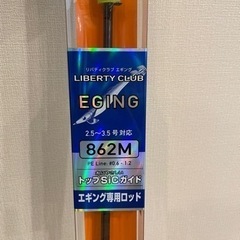 リバティクラブ エギング
LIBERTY CLUB
EGING
2.5～3.5号対応
862M
PE Line #0.6-1.2
トップSiCガイド
エギング専用ロッド